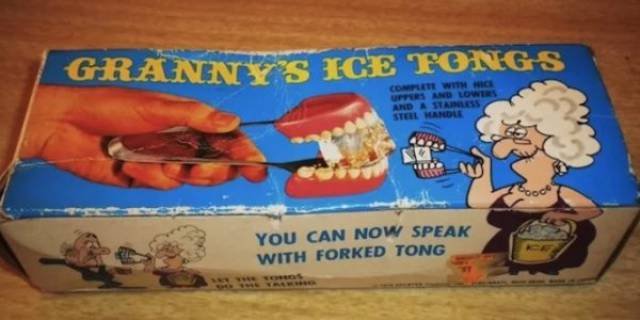 GRANNY'S ICE TONGS
COMPLETE WITH NICE
UPPERS AND LOWERS
AND A STAINLESS
STEEL HANDLE
ICE
YOU CAN NOW SPEAK
WITH FORKED TONG
LET THE TONGS
DO THE TALKING